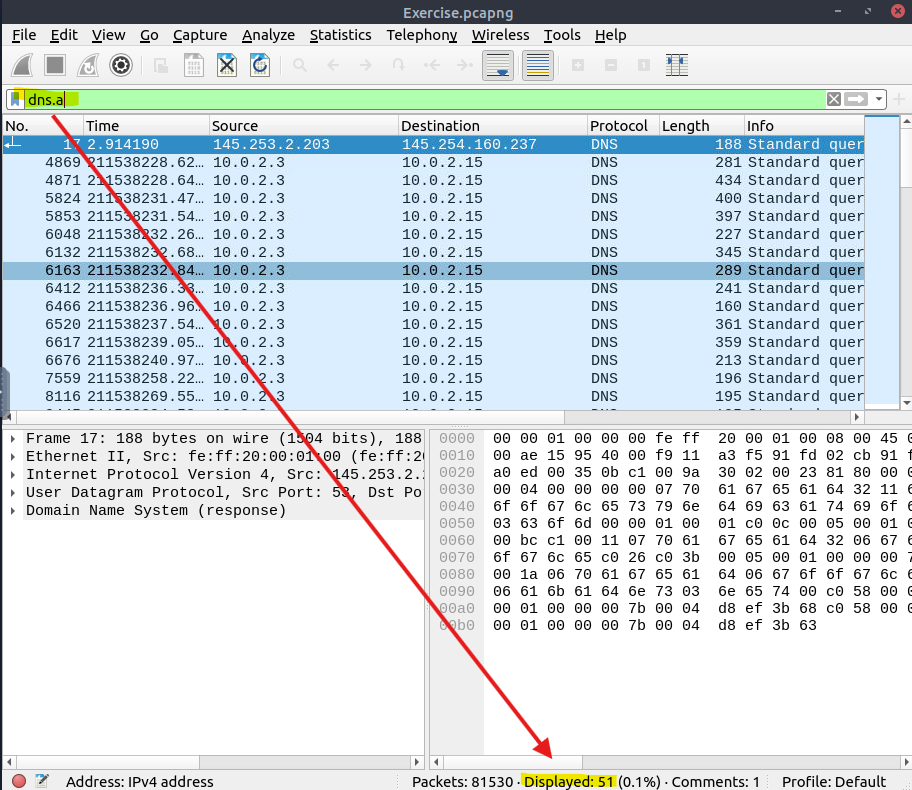 Exercise.pcapng
File Edit View Go Capture Analyze Statistics Telephony Wireless Tools Help
dns.a
No. Time Source Destination Protocol Length Info
17 2.914190 145.253.2.203 145.254.160.237 DNS 188 Standard quer
4869 211538228.62… 10.0.2.3 10.0.2.15 DNS 281 Standard quer
4871 211538228.64… 10.0.2.3 10.0.2.15 DNS 434 Standard quer
5824 211538231.47… 10.0.2.3 10.0.2.15 DNS 400 Standard quer
5853 211538231.54… 10.0.2.3 10.0.2.15 DNS 397 Standard quer
6048 211538232.26… 10.0.2.3 10.0.2.15 DNS 227 Standard quer
6132 211538232.68… 10.0.2.3 10.0.2.15 DNS 345 Standard quer
6163 211538232.84… 10.0.2.3 10.0.2.15 DNS 289 Standard quer
6412 211538236.33… 10.0.2.3 10.0.2.15 DNS 241 Standard quer
6466 211538236.96… 10.0.2.3 10.0.2.15 DNS 160 Standard quer
6520 211538237.54… 10.0.2.3 10.0.2.15 DNS 361 Standard quer
6617 211538239.05… 10.0.2.3 10.0.2.15 DNS 359 Standard quer
6676 211538240.97… 10.0.2.3 10.0.2.15 DNS 213 Standard quer
7559 211538258.22… 10.0.2.3 10.0.2.15 DNS 196 Standard quer
8116 211538269.55… 10.0.2.3 10.0.2.15 DNS 195 Standard quer
Frame 17: 188 bytes on wire (1504 bits), 188
Ethernet II, Src: fe:ff:20:00:01:00 (fe:ff:20
Internet Protocol Version 4, Src: 145.253.2.
User Datagram Protocol, Src Port: 53, Dst Po
Domain Name System (response)
0000 00 00 01 00 00 00 fe ff 20 00 01 00 08 00 45 0
0010 00 ae 15 95 40 00 f9 11 a3 f5 91 fd 02 cb 91 f
0020 a0 ed 00 35 0b c1 00 9a 30 02 00 23 81 80 00 0
0030 00 04 00 00 00 00 07 70 61 67 65 61 64 32 11 6
0040 6f 6f 67 6c 65 73 79 6e 64 69 63 61 74 69 6f 6
0050 03 63 6f 6d 00 00 01 00 01 c0 0c 00 05 00 01 0
0060 00 bc c1 00 11 07 70 61 67 65 61 64 32 06 67 6
0070 6f 67 6c 65 c0 26 c0 3b 00 05 00 01 00 00 00 7
0080 00 1a 06 70 61 67 65 61 64 06 67 6f 6f 67 6c 6
0090 06 61 6b 61 64 6e 73 03 6e 65 74 00 c0 58 00 0
00a0 00 01 00 00 00 7b 00 04 d8 ef 3b 68 c0 58 00 0
00b0 00 01 00 00 00 7b 00 04 d8 ef 3b 63
Address: IPv4 address Packets: 81530 · Displayed: 51 (0.1%) · Comments: 1 Profile: Default